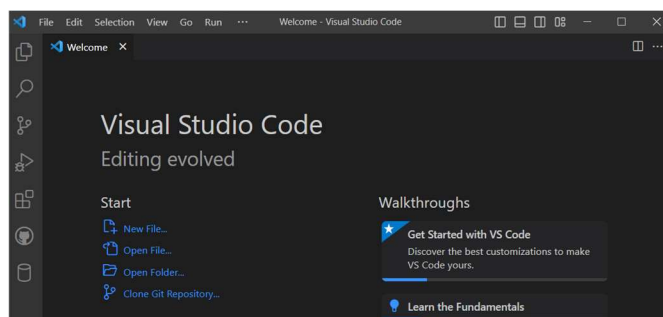 File Edit Selection View Go Run ··· Welcome - Visual Studio Code
Welcome
Visual Studio Code
Editing evolved
Start
New File...
Open File...
Open Folder...
Clone Git Repository...
Walkthroughs
Get Started with VS Code
Discover the best customizations to make
VS Code yours.
Learn the Fundamentals